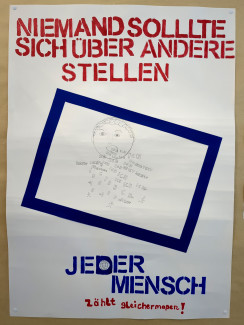 NIEMAND SOLLLTE
SICH ÜBER ANDERE
STELLEN
JEDER
MENSCH
Zählt gleichermaßen!